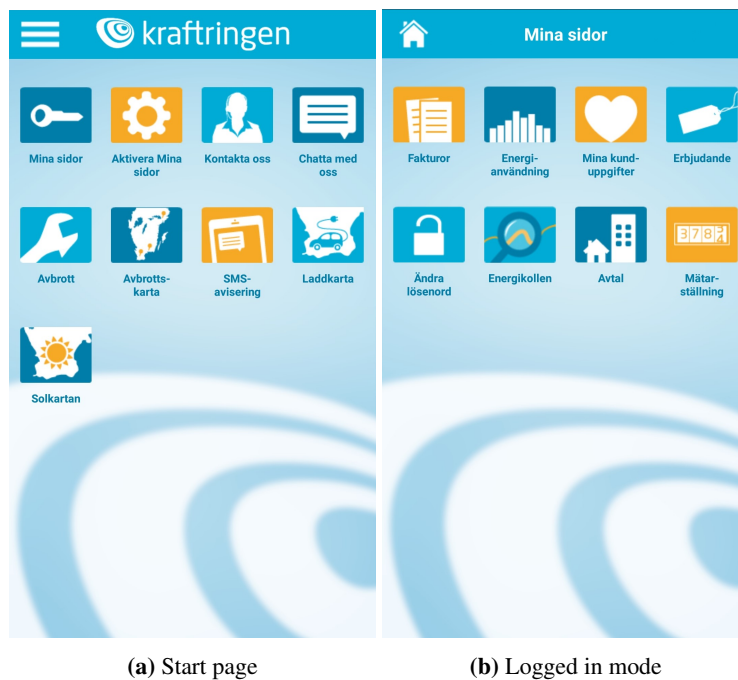 kraftringen
Mina sidor
Aktivera Mina
sidor
Kontakta oss
Chatta med
oss
Avbrott
Avbrotts-
karta
SMS-
avisering
Laddkarta
Solkartan
(a) Start page
Mina sidor
Fakturor
Energi-
användning
Mina kund-
uppgifter
Erbjudande
Ändra
lösenord
Energikollen
Avtal
378
Mätar-
ställning
(b) Logged in mode